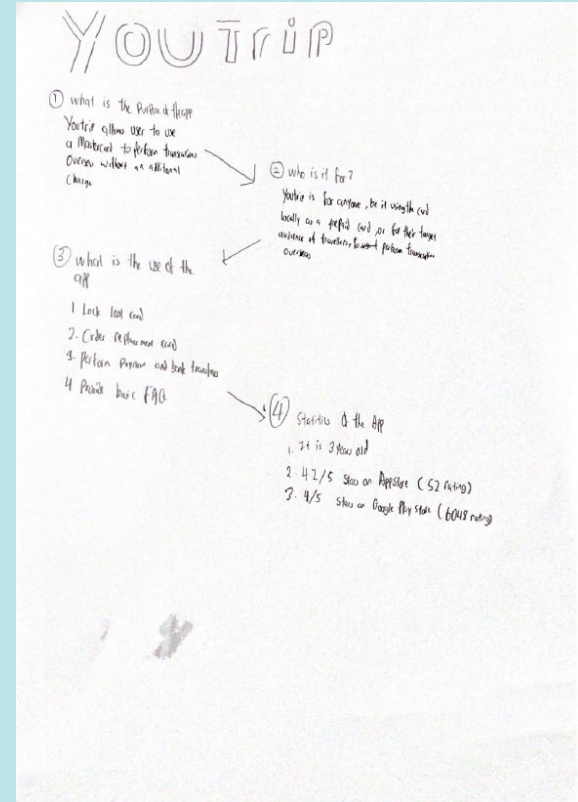 YOUTrip
① what is the purpose of the app
Youtrip allows user to use
a Mastercard to perform transactions
Overseas without an additional
Charge
② who is it for?
Youtrip is for anyone, be it using the card
locally as a prepaid card, or for their target
audience of travellers, to perform transaction
overseas
③ what is the use of the
app
1 Lock lost card
2. Order replacement card
3. Perform Paynow and bank transfers
4 Provide basic FAQ
④ Statistics of the App
1. It is 3 years old
2. 4.2/5 Stars on AppStore (52 rating)
3. 4/5 Stars on Google Play Store (6048 rating)